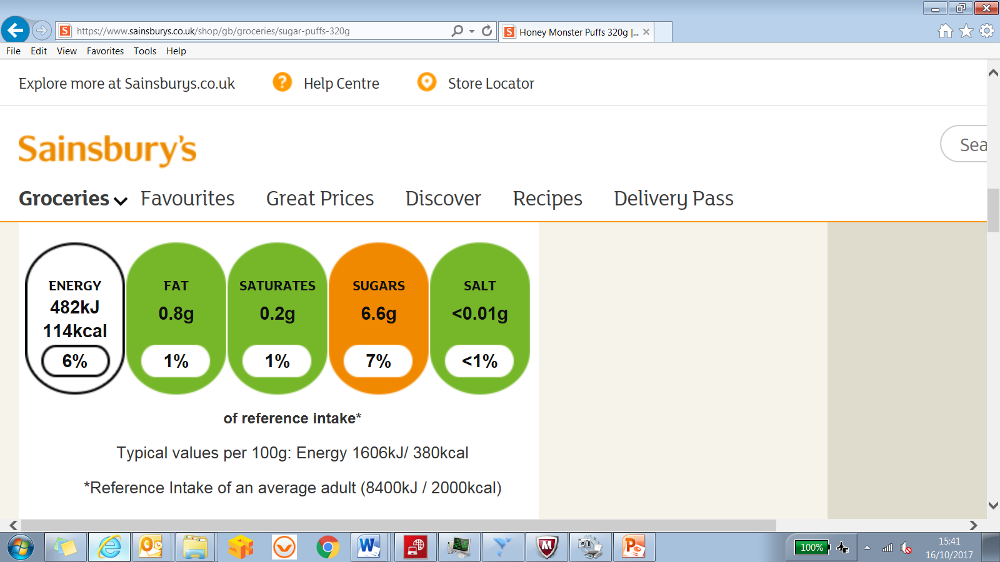 https://www.sainsburys.co.uk/shop/gb/groceries/sugar-puffs-320g
Honey Monster Puffs 320g |...
File Edit View Favorites Tools Help
Explore more at Sainsburys.co.uk ? Help Centre Store Locator
Sainsbury's
Sea
Groceries Favourites Great Prices Discover Recipes Delivery Pass
ENERGY FAT SATURATES SUGARS SALT
482kJ 0.8g 0.2g 6.6g <0.01g
114kcal
6% 1% 1% 7% <1%
of reference intake*
Typical values per 100g: Energy 1606kJ/ 380kcal
*Reference Intake of an average adult (8400kJ / 2000kcal)
100% 15:41
16/10/2017